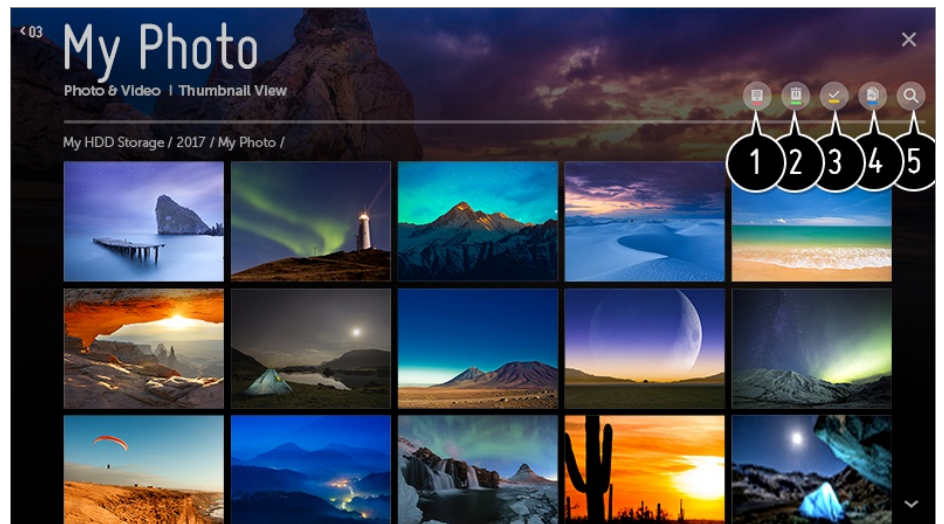 < 03
My Photo
Photo & Video | Thumbnail View
My HDD Storage / 2017 / My Photo /
1 2 3 4 5